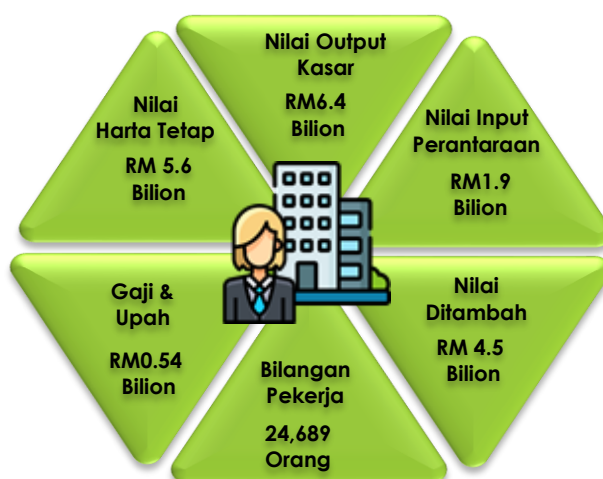 Nilai Output
Kasar
RM6.4
Bilion
Nilai
Harta Tetap
RM 5.6
Bilion
Nilai Input
Perantaraan
RM1.9
Bilion
Gaji &
Upah
RM0.54
Bilion
Nilai
Ditambah
RM 4.5
Bilion
Bilangan
Pekerja
24,689
Orang